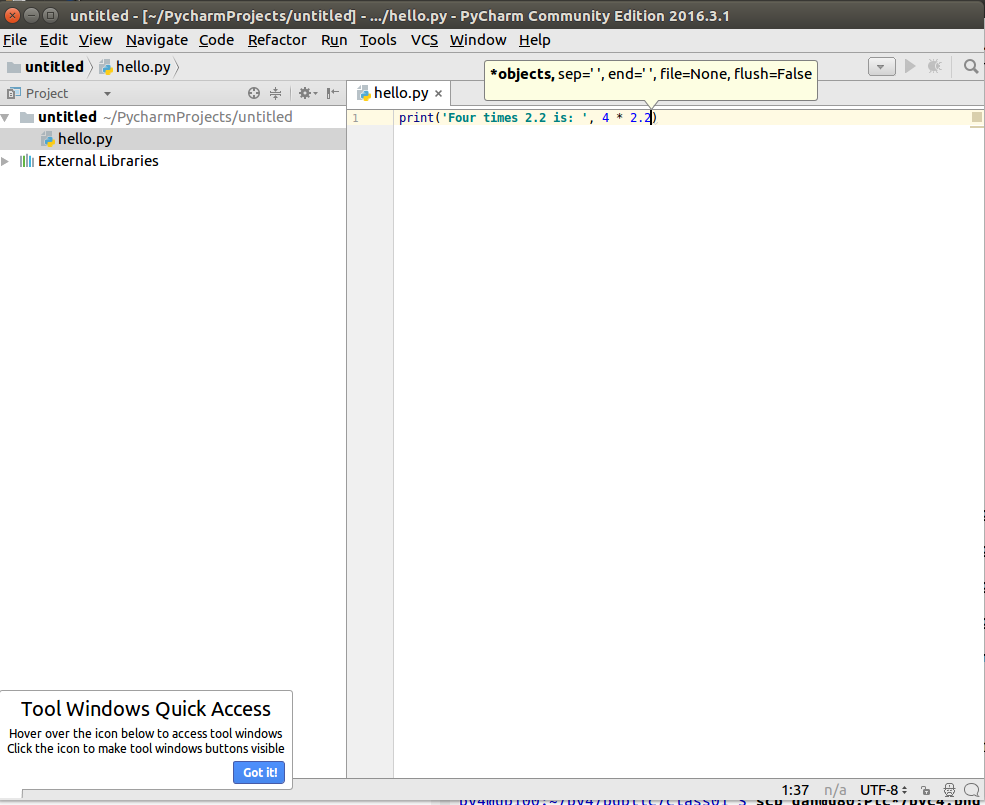 untitled - [~/PycharmProjects/untitled] - .../hello.py - PyCharm Community Edition 2016.3.1
File Edit View Navigate Code Refactor Run Tools VCS Window Help
untitled hello.py
*objects, sep=' ', end=' ', file=None, flush=False
Project
hello.py ×
untitled ~/PycharmProjects/untitled
hello.py
External Libraries
1 print('Four times 2.2 is: ', 4 * 2.2)
Tool Windows Quick Access
Hover over the icon below to access tool windows
Click the icon to make tool windows buttons visible
Got it!
1:37 n/a UTF-8